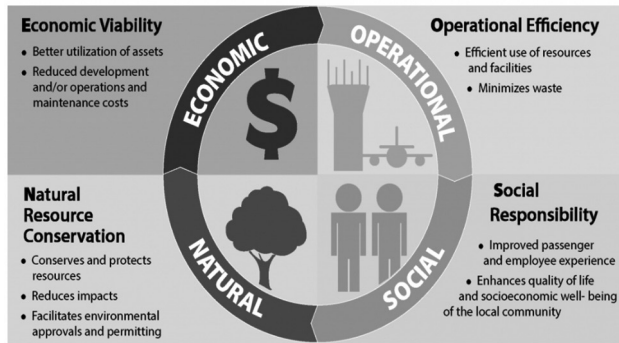 Economic Viability
• Better utilization of assets
• Reduced development
and/or operations and
maintenance costs
Operational Efficiency
• Efficient use of resources
and facilities
• Minimizes waste
ECONOMIC
OPERATIONAL
$
Natural
Resource
Conservation
• Conserves and protects
resources
• Reduces impacts
• Facilitates environmental
approvals and permitting
Social
Responsibility
• Improved passenger
and employee experience
• Enhances quality of life
and socioeconomic well- being
of the local community
NATURAL
SOCIAL